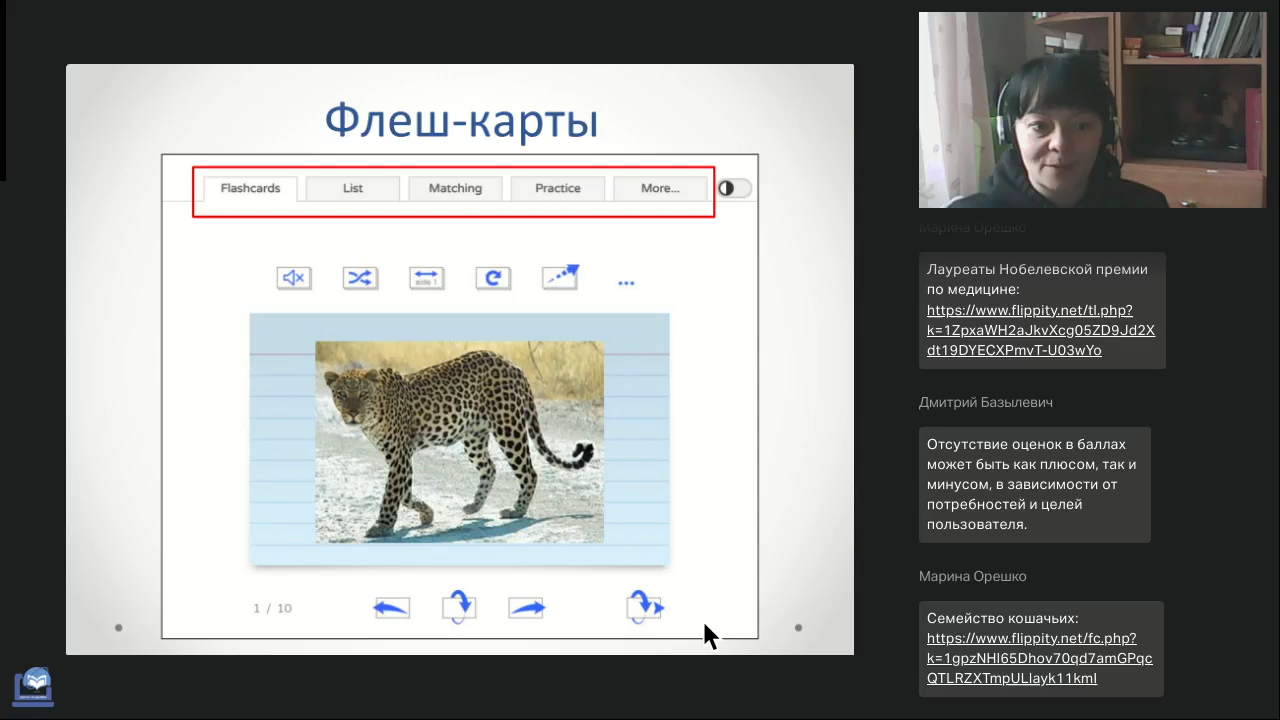 Флеш-карты
Flashcards
List
Matching
Practice
More...
side 1
...
1 / 10
Марина Орешко
Лауреаты Нобелевской премии
по медицине:
https://www.flippity.net/tl.php?
k=1ZpxaWH2aJkvXcg05ZD9Jd2X
dt19DYECXPmvT-U03wYo
Дмитрий Базылевич
Отсутствие оценок в баллах
может быть как плюсом, так и
минусом, в зависимости от
потребностей и целей
пользователя.
Марина Орешко
Семейство кошачьих:
https://www.flippity.net/fc.php?
k=1gpzNHl65Dhov70qd7amGPqc
QTLRZXTmpULlayk11kmI